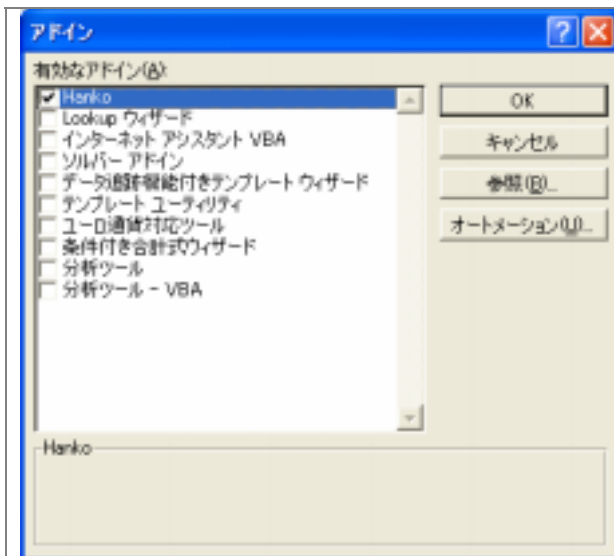 アドイン
有効なアドイン(A):
Hanko
Lookup ウィザード
インターネット アシスタント VBA
ソルバー アドイン
データ追跡機能付きテンプレート ウィザード
テンプレート ユーティリティ
ユーロ通貨対応ツール
条件付き合計式ウィザード
分析ツール
分析ツール - VBA
OK
キャンセル
参照(B)...
オートメーション(U)...
Hanko